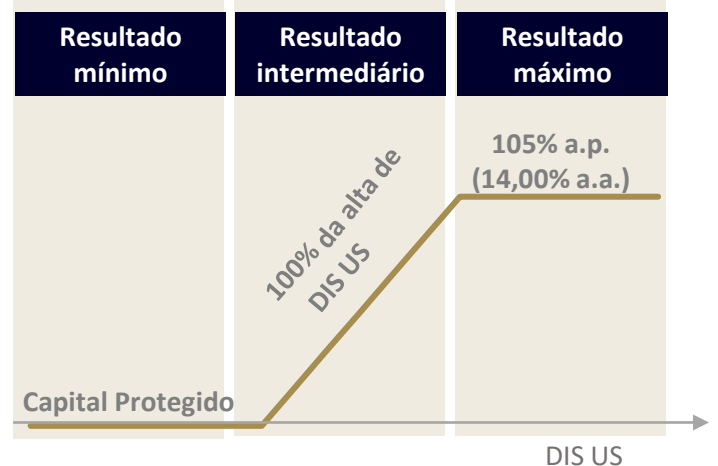 Resultado
mínimo
Resultado
intermediário
Resultado
máximo
105% a.p.
(14,00% a.a.)
100% da alta de
DIS US
Capital Protegido
DIS US